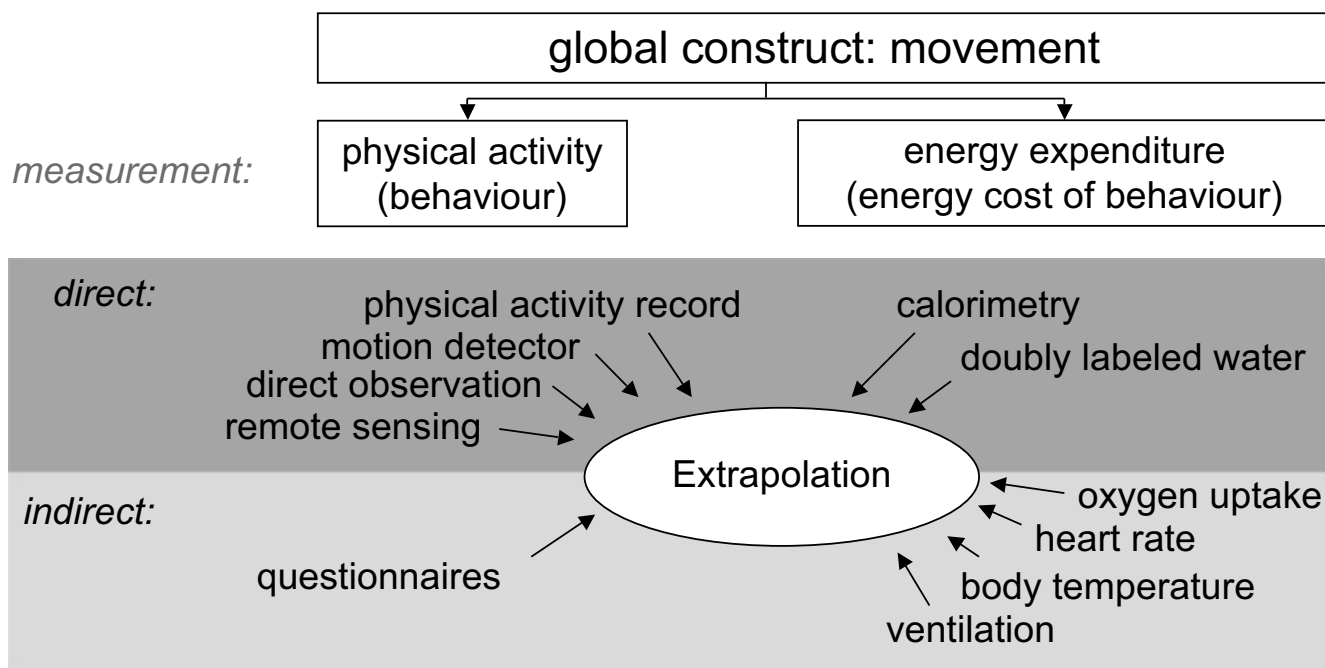 global construct: movement
measurement:
physical activity
(behaviour)
energy expenditure
(energy cost of behaviour)
direct:
physical activity record
motion detector
direct observation
remote sensing
calorimetry
doubly labeled water
Extrapolation
indirect:
questionnaires
oxygen uptake
heart rate
body temperature
ventilation